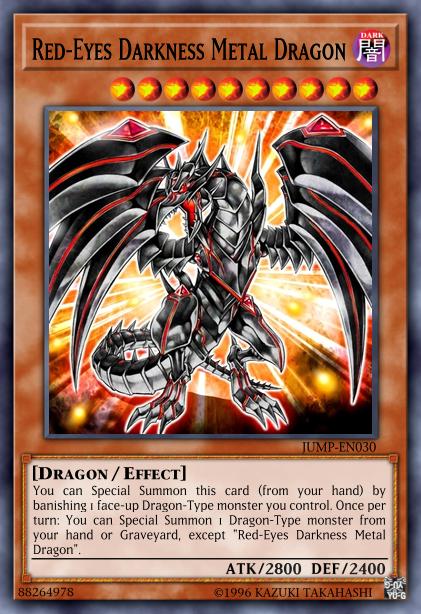 RED-EYES DARKNESS METAL DRAGON
DARK
闇
JUMP-EN030
[DRAGON / EFFECT]
You can Special Summon this card (from your hand) by
banishing 1 face-up Dragon-Type monster you control. Once per
turn: You can Special Summon 1 Dragon-Type monster from
your hand or Graveyard, except "Red-Eyes Darkness Metal
Dragon".
ATK/2800 DEF/2400
88264978
©1996 KAZUKI TAKAHASHI